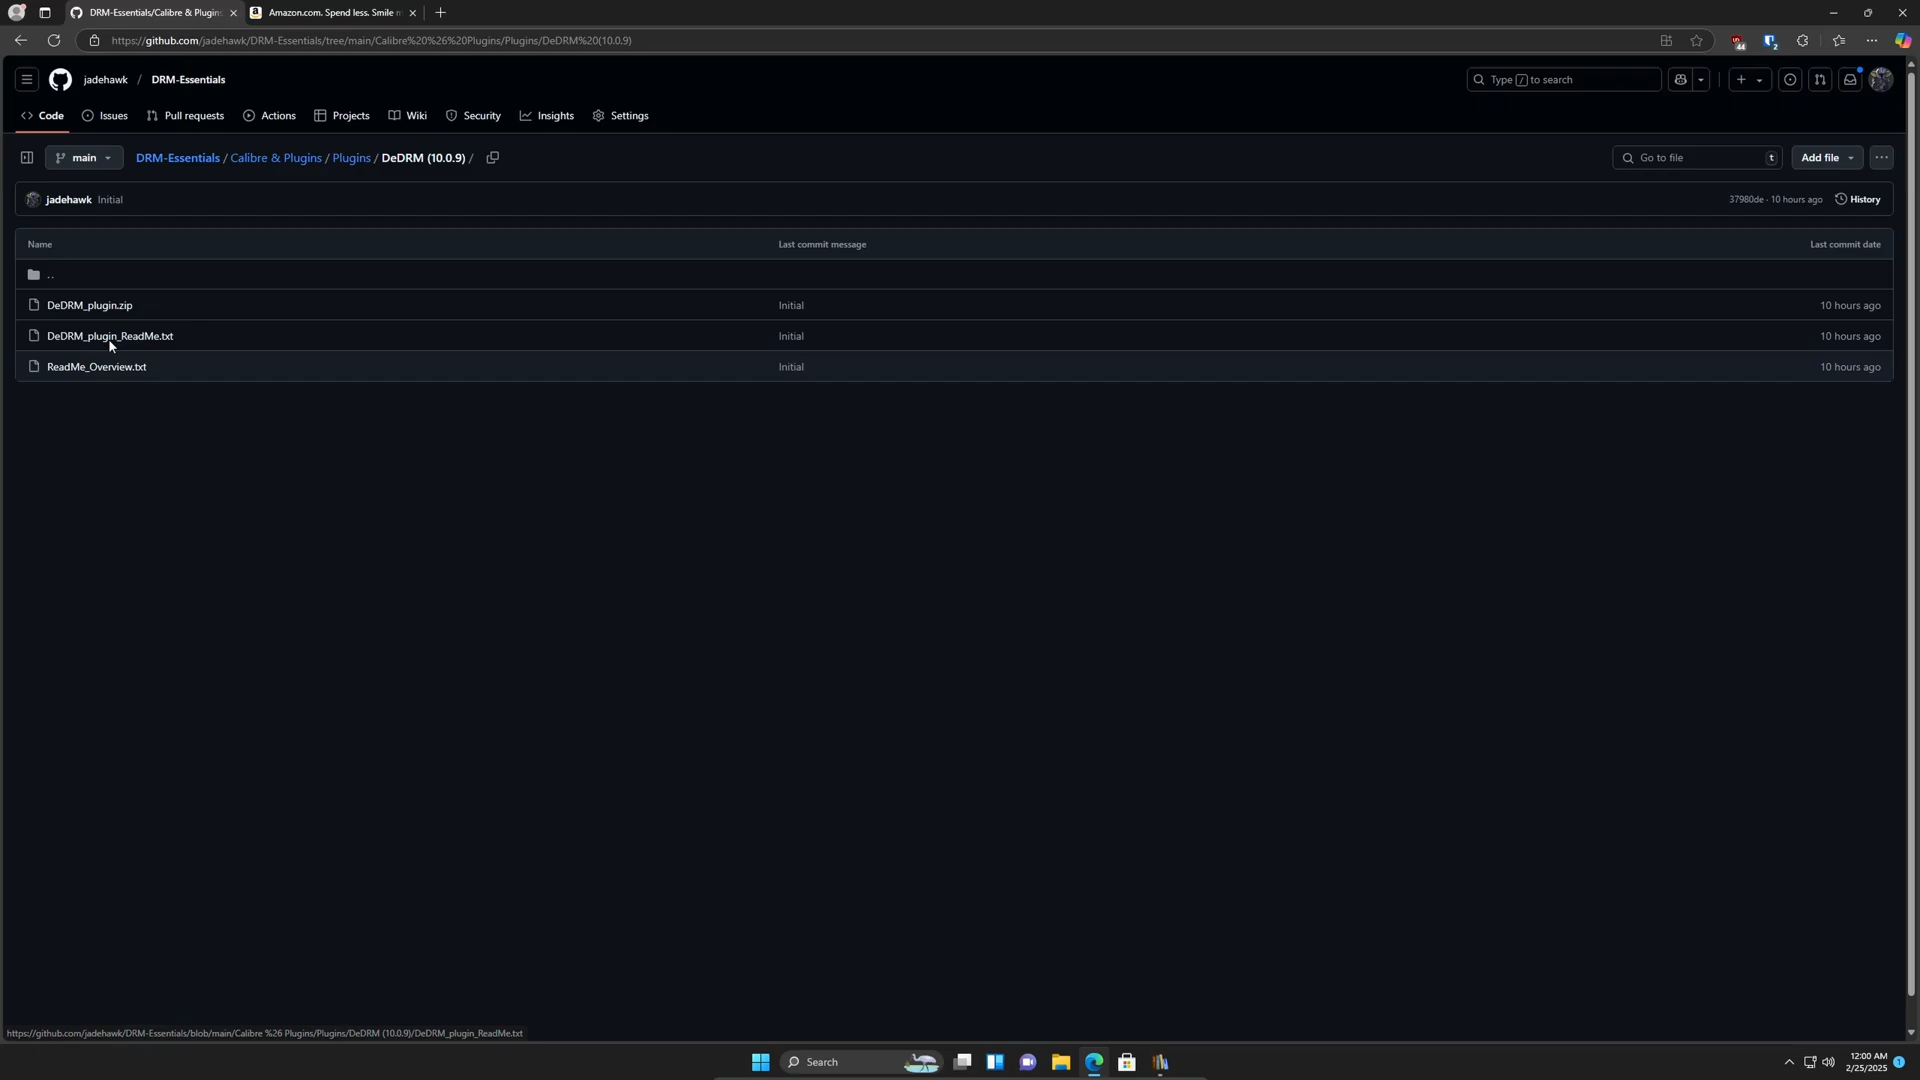 DRM-Essentials/Calibre & Plugins
Amazon.com. Spend less. Smile m
https://github.com/jadehawk/DRM-Essentials/tree/main/Calibre%20%26%20Plugins/Plugins/DeDRM%20(10.0.9)
44
2
jadehawk / DRM-Essentials
Type / to search
Code Issues Pull requests Actions Projects Wiki Security Insights Settings
main
DRM-Essentials / Calibre & Plugins / Plugins / DeDRM (10.0.9) /
Go to file t
Add file
jadehawk Initial
37980de · 10 hours ago History
Name Last commit message Last commit date
..
DeDRM_plugin.zip Initial 10 hours ago
DeDRM_plugin_ReadMe.txt Initial 10 hours ago
ReadMe_Overview.txt Initial 10 hours ago
https://github.com/jadehawk/DRM-Essentials/blob/main/Calibre %26 Plugins/Plugins/DeDRM (10.0.9)/DeDRM_plugin_ReadMe.txt
Search
12:00 AM
2/25/2025
1